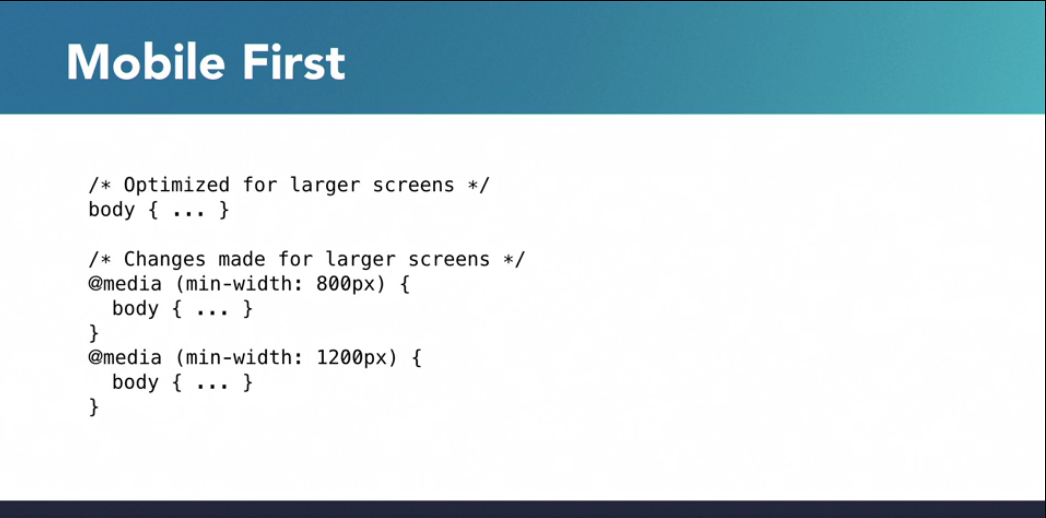 Mobile First
/* Optimized for larger screens */
body { ... }
/* Changes made for larger screens */
@media (min-width: 800px) {
body { ... }
}
@media (min-width: 1200px) {
body { ... }
}